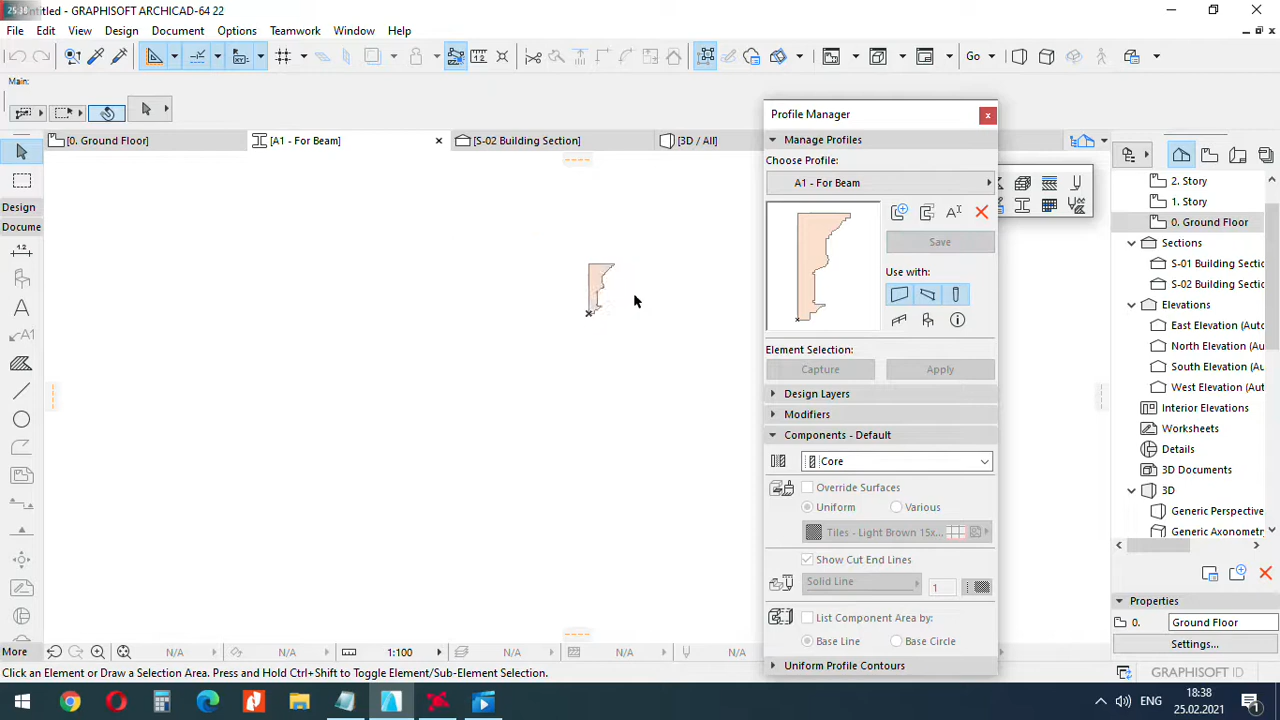 25:38
Untitled - GRAPHISOFT ARCHICAD-64 22
File Edit View Design Document Options Teamwork Window Help
Go
Main:
[0. Ground Floor]
[A1 - For Beam]
[S-02 Building Section]
[3D / All]
Design
Docume
More
Profile Manager
Manage Profiles
Choose Profile:
A1 - For Beam
Save
Use with:
Element Selection:
Capture
Apply
Design Layers
Modifiers
Components - Default
Core
Override Surfaces
Uniform
Various
Tiles - Light Brown 15x...
Show Cut End Lines
Solid Line
1
List Component Area by:
Base Line
Base Circle
Uniform Profile Contours
2. Story
1. Story
0. Ground Floor
Sections
S-01 Building Sectio
S-02 Building Sectio
Elevations
East Elevation (Auto
North Elevation (Au
South Elevation (Au
West Elevation (Aut
Interior Elevations
Worksheets
Details
3D Documents
3D
Generic Perspective
Generic Axonometr
Properties
0.
Ground Floor
Settings...
GRAPHISOFT ID
N/A
N/A
1:100
N/A
N/A
N/A
Click an Element or Draw a Selection Area. Press and Hold Ctrl+Shift to Toggle Element/Sub-Element Selection.
ENG
18:38
25.02.2021
1